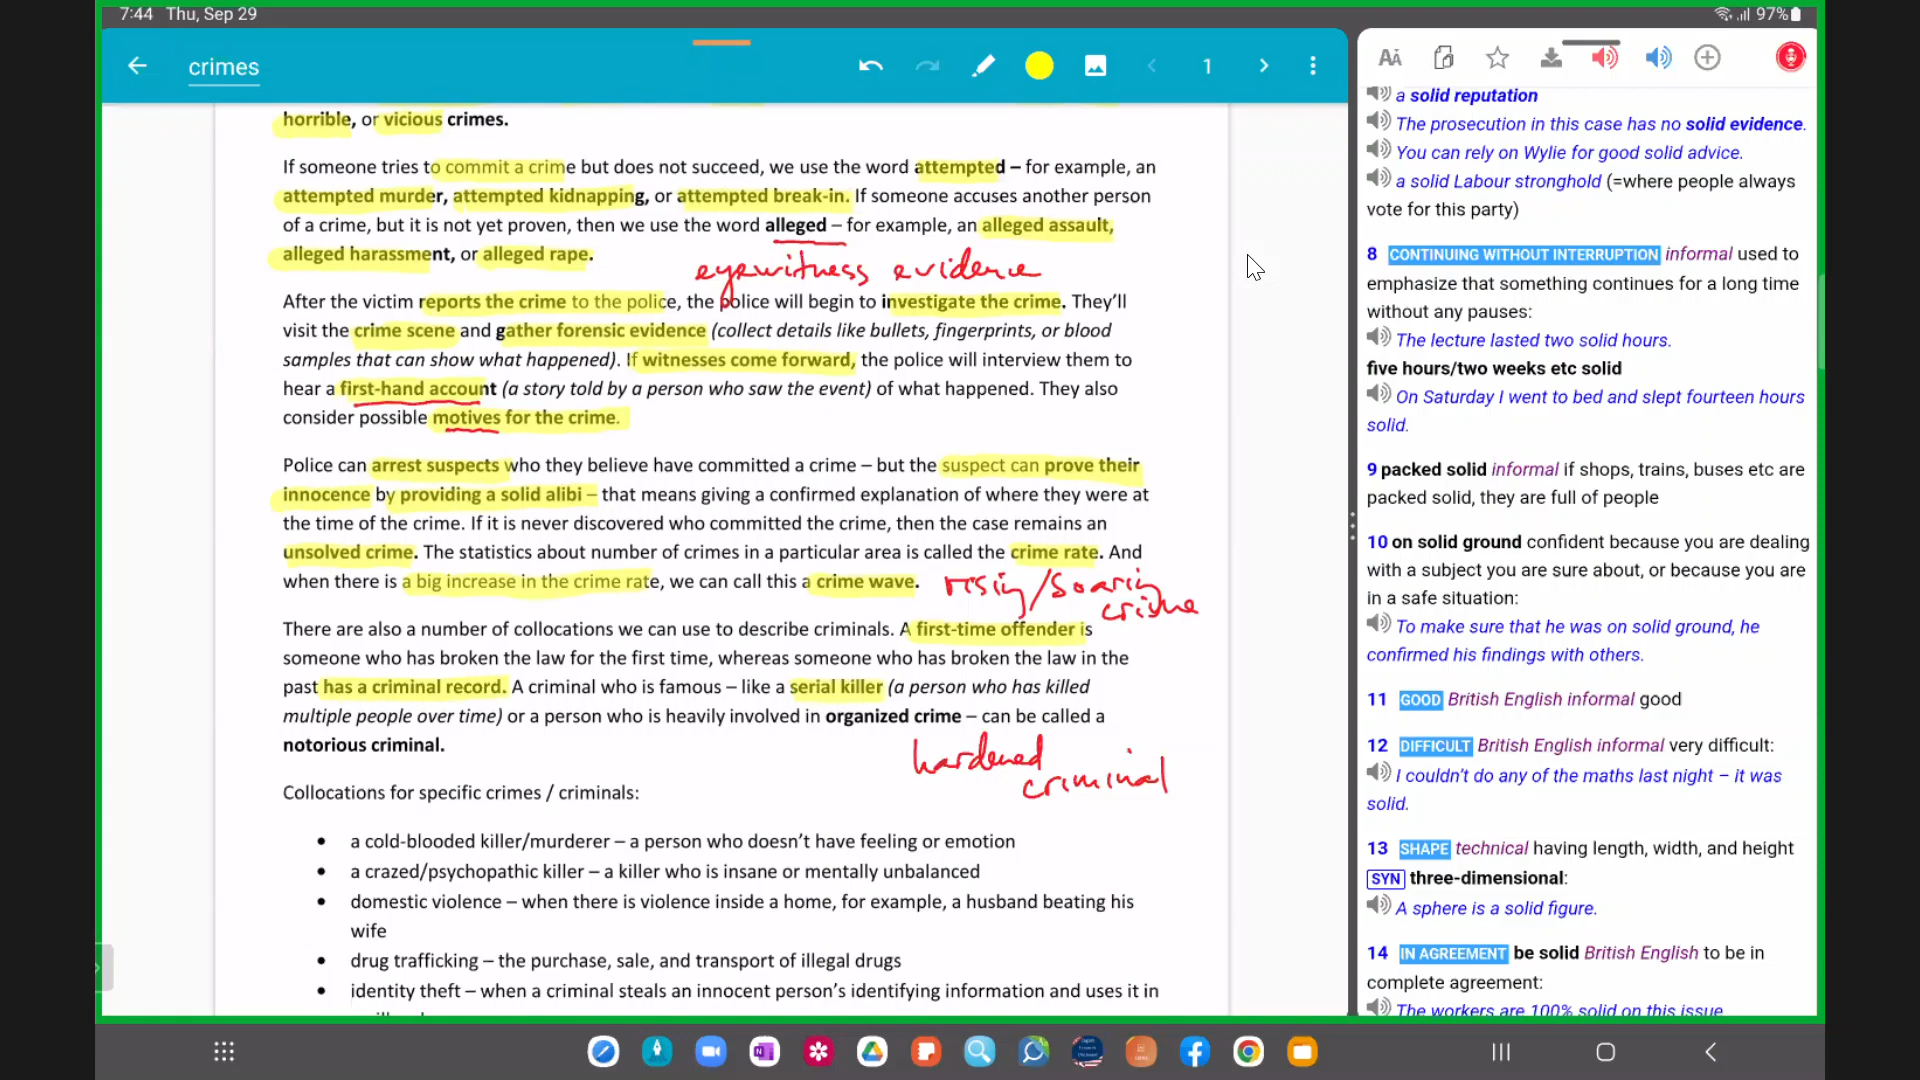 7:44 Thu, Sep 29
97%
crimes
1
horrible, or vicious crimes.
If someone tries to commit a crime but does not succeed, we use the word attempted – for example, an
attempted murder, attempted kidnapping, or attempted break-in. If someone accuses another person
of a crime, but it is not yet proven, then we use the word alleged – for example, an alleged assault,
alleged harassment, or alleged rape.
eyewitness evidence
After the victim reports the crime to the police, the police will begin to investigate the crime. They’ll
visit the crime scene and gather forensic evidence (collect details like bullets, fingerprints, or blood
samples that can show what happened). If witnesses come forward, the police will interview them to
hear a first-hand account (a story told by a person who saw the event) of what happened. They also
consider possible motives for the crime.
Police can arrest suspects who they believe have committed a crime – but the suspect can prove their
innocence by providing a solid alibi – that means giving a confirmed explanation of where they were at
the time of the crime. If it is never discovered who committed the crime, then the case remains an
unsolved crime. The statistics about number of crimes in a particular area is called the crime rate. And
when there is a big increase in the crime rate, we can call this a crime wave.
rising/soaring
crime
There are also a number of collocations we can use to describe criminals. A first-time offender is
someone who has broken the law for the first time, whereas someone who has broken the law in the
past has a criminal record. A criminal who is famous – like a serial killer (a person who has killed
multiple people over time) or a person who is heavily involved in organized crime – can be called a
notorious criminal.
hardened
criminal
Collocations for specific crimes / criminals:
• a cold-blooded killer/murderer – a person who doesn’t have feeling or emotion
• a crazed/psychopathic killer – a killer who is insane or mentally unbalanced
• domestic violence – when there is violence inside a home, for example, a husband beating his
wife
• drug trafficking – the purchase, sale, and transport of illegal drugs
• identity theft – when a criminal steals an innocent person’s identifying information and uses it in
AA
a solid reputation
The prosecution in this case has no solid evidence.
You can rely on Wylie for good solid advice.
a solid Labour stronghold (=where people always
vote for this party)
8 CONTINUING WITHOUT INTERRUPTION informal used to
emphasize that something continues for a long time
without any pauses:
The lecture lasted two solid hours.
five hours/two weeks etc solid
On Saturday I went to bed and slept fourteen hours
solid.
9 packed solid informal if shops, trains, buses etc are
packed solid, they are full of people
10 on solid ground confident because you are dealing
with a subject you are sure about, or because you are
in a safe situation:
To make sure that he was on solid ground, he
confirmed his findings with others.
11 GOOD British English informal good
12 DIFFICULT British English informal very difficult:
I couldn’t do any of the maths last night – it was
solid.
13 SHAPE technical having length, width, and height
SYN three-dimensional:
A sphere is a solid figure.
14 IN AGREEMENT be solid British English to be in
complete agreement:
The workers are 100% solid on this issue